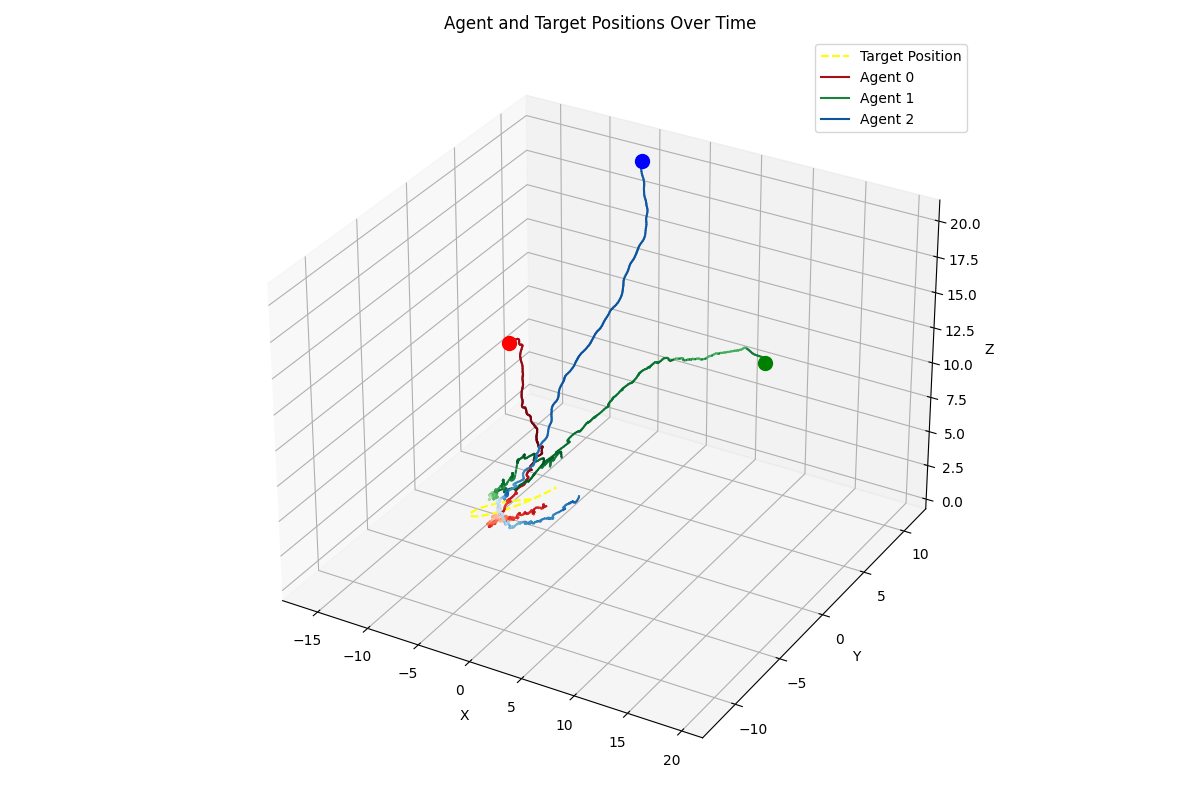 Agent and Target Positions Over Time
Target Position
Agent 0
Agent 1
Agent 2
20.0
17.5
15.0
12.5
10.0
7.5
5.0
2.5
0.0
Z
10
5
0
−5
−10
Y
−15
−10
−5
0
5
10
15
20
X